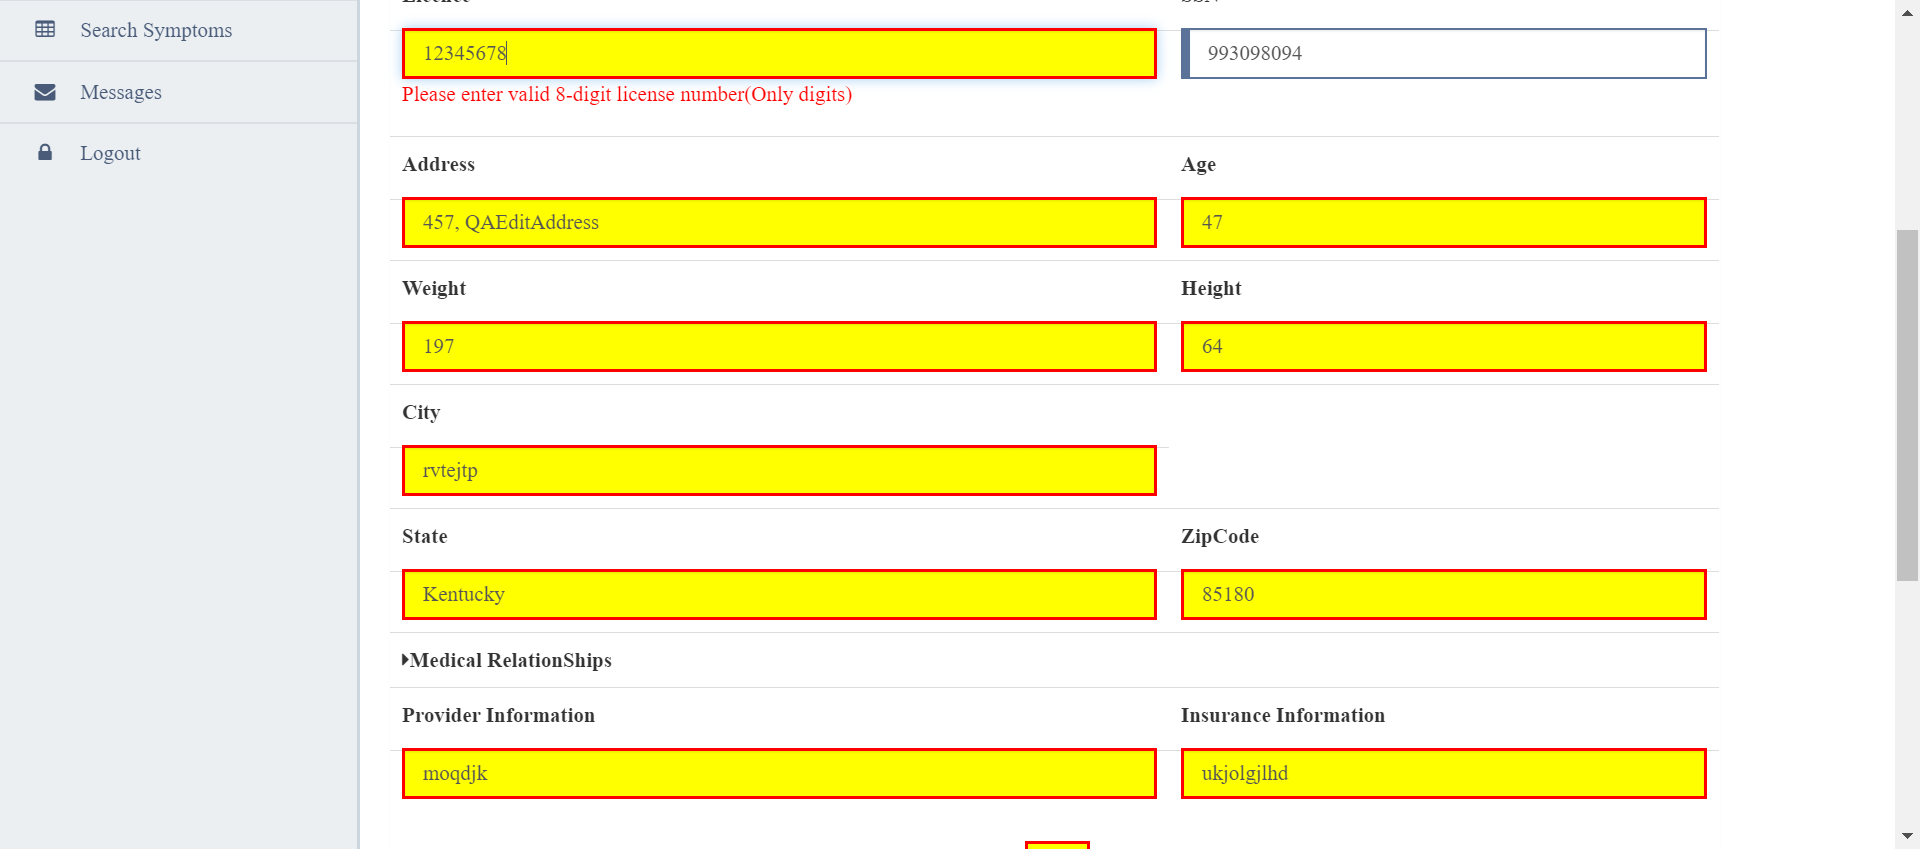 Search Symptoms
Messages
Logout
12345678
993098094
Please enter valid 8-digit license number(Only digits)
Address
Age
457, QAEditAddress
47
Weight
Height
197
64
City
rvtejtp
State
ZipCode
Kentucky
85180
Medical RelationShips
Provider Information
Insurance Information
moqdjk
ukjolgjlhd